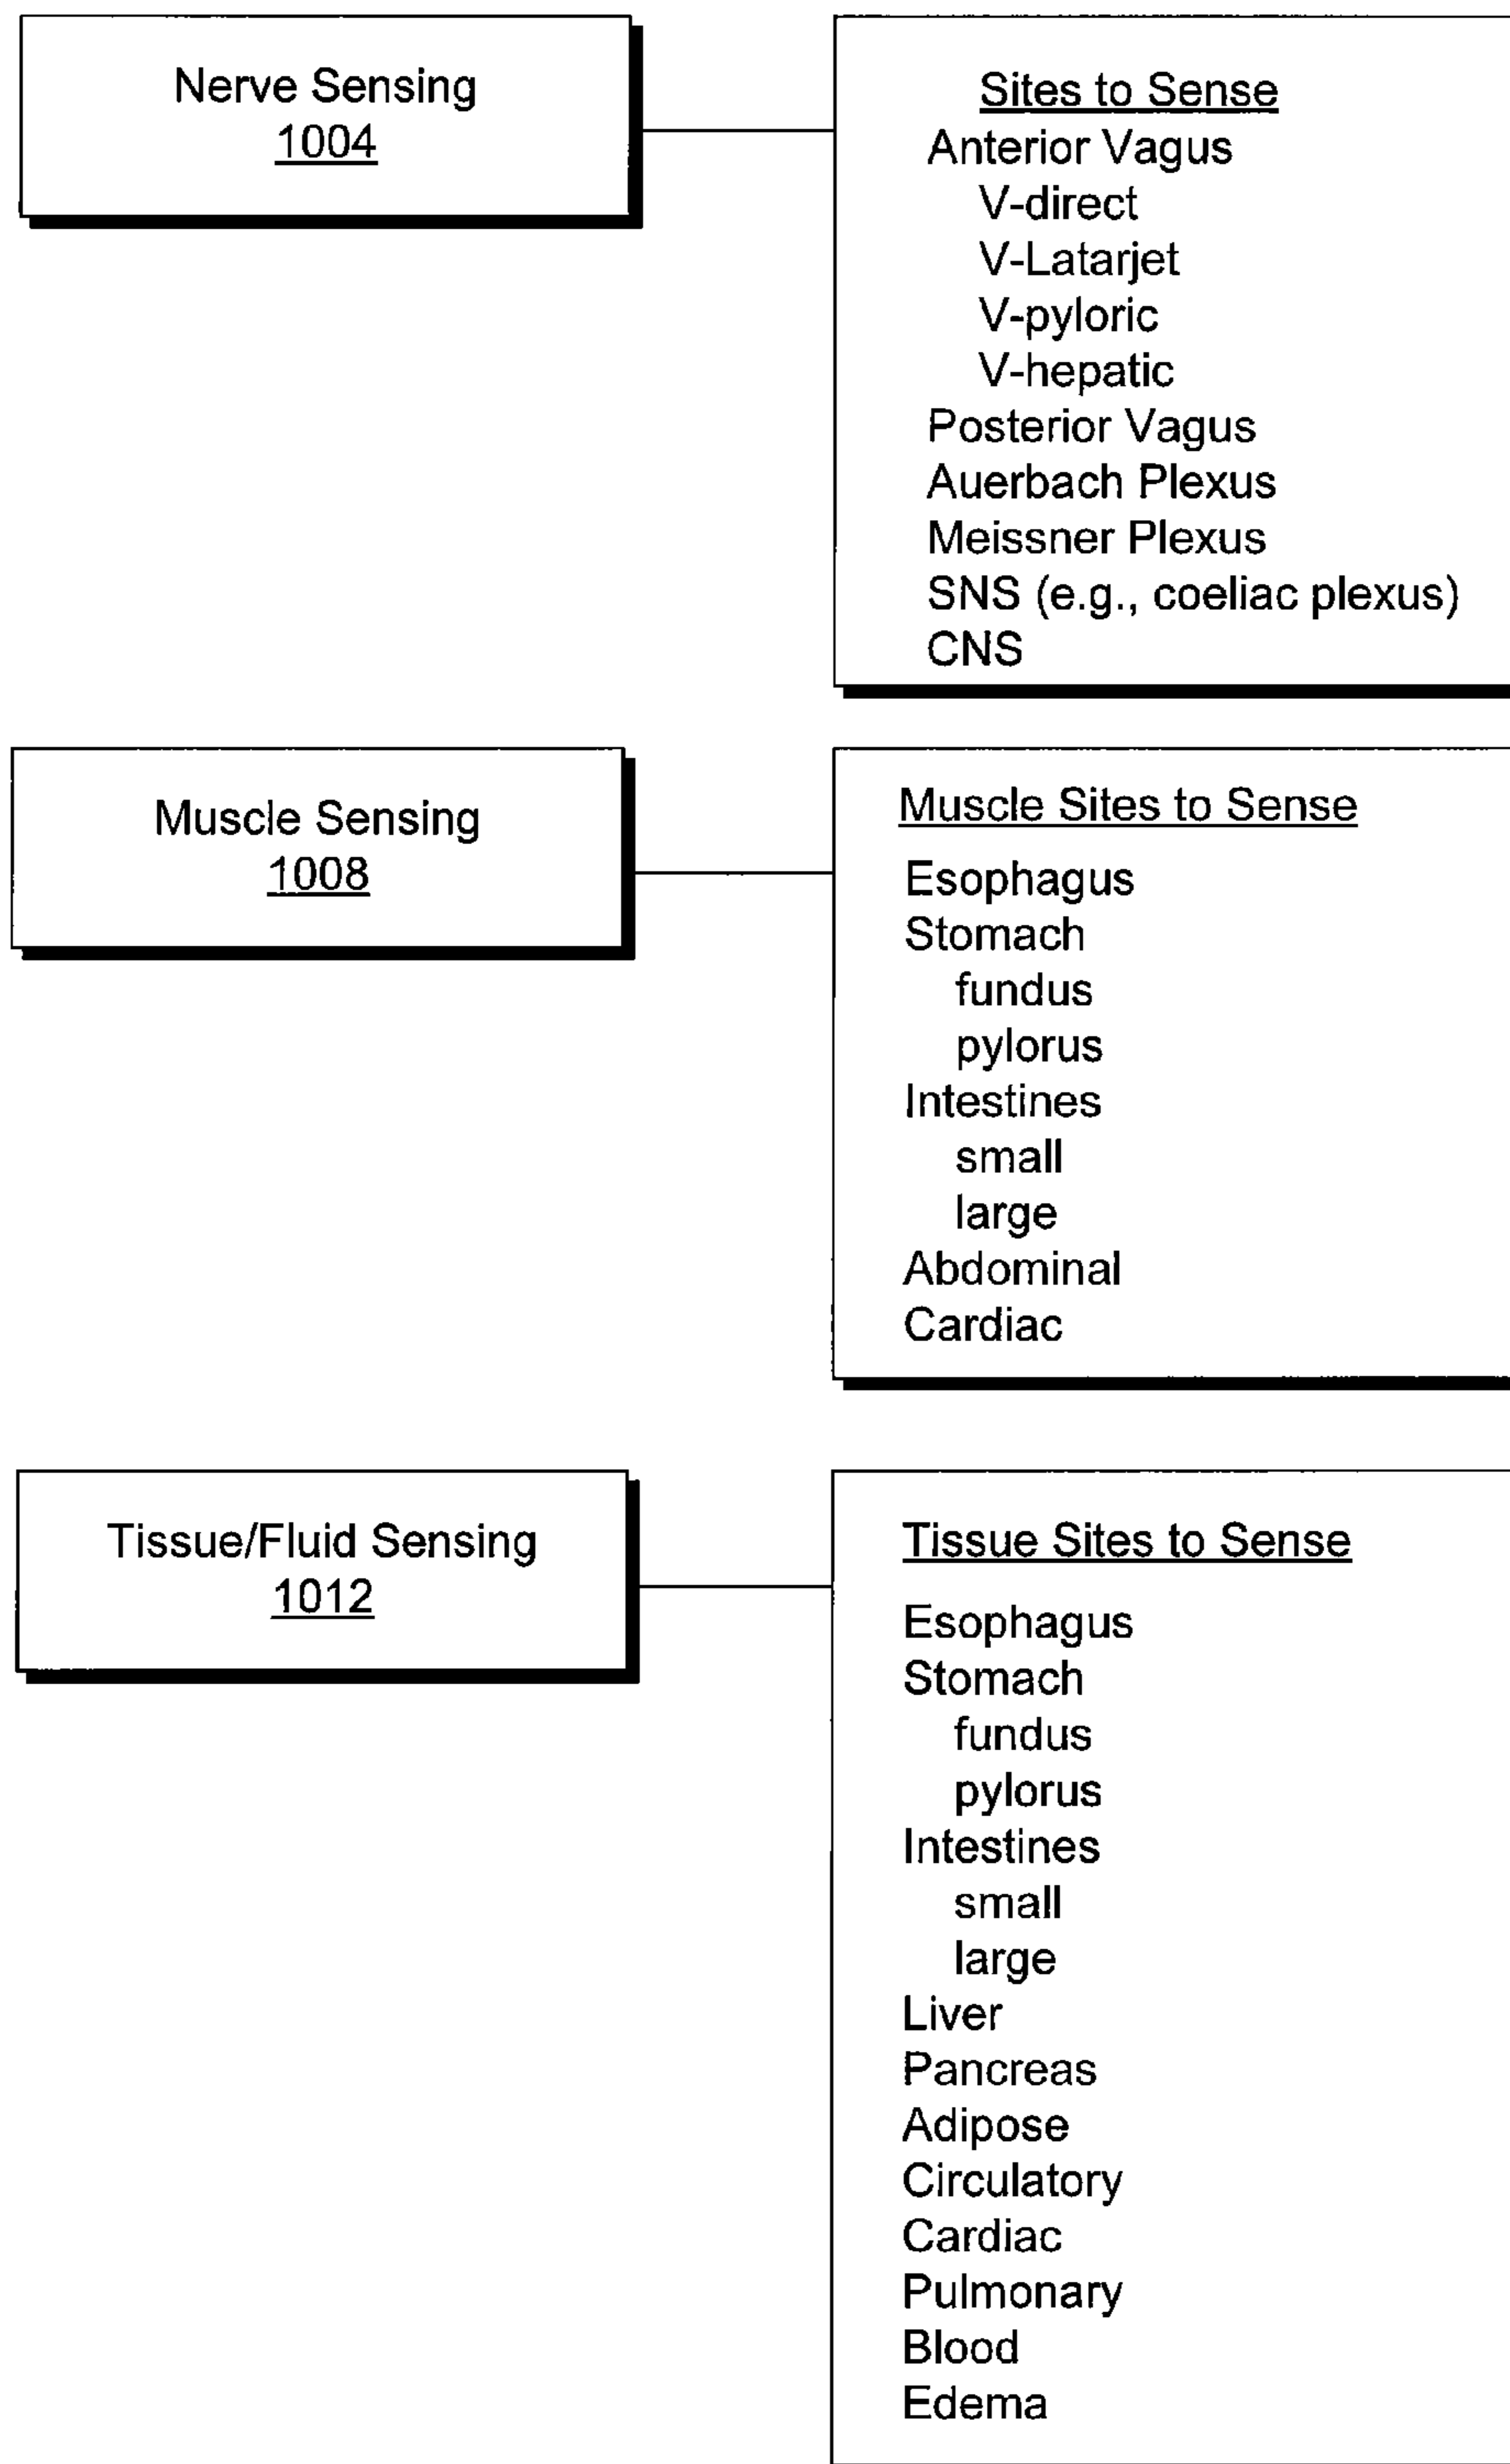 Nerve Sensing
1004
Sites to Sense
Anterior Vagus
V-direct
V-Latarjet
V-pyloric
V-hepatic
Posterior Vagus
Auerbach Plexus
Meissner Plexus
SNS (e.g., coeliac plexus)
CNS
Muscle Sensing
1008
Muscle Sites to Sense
Esophagus
Stomach
fundus
pylorus
Intestines
small
large
Abdominal
Cardiac
Tissue/Fluid Sensing
1012
Tissue Sites to Sense
Esophagus
Stomach
fundus
pylorus
Intestines
small
large
Liver
Pancreas
Adipose
Circulatory
Cardiac
Pulmonary
Blood
Edema